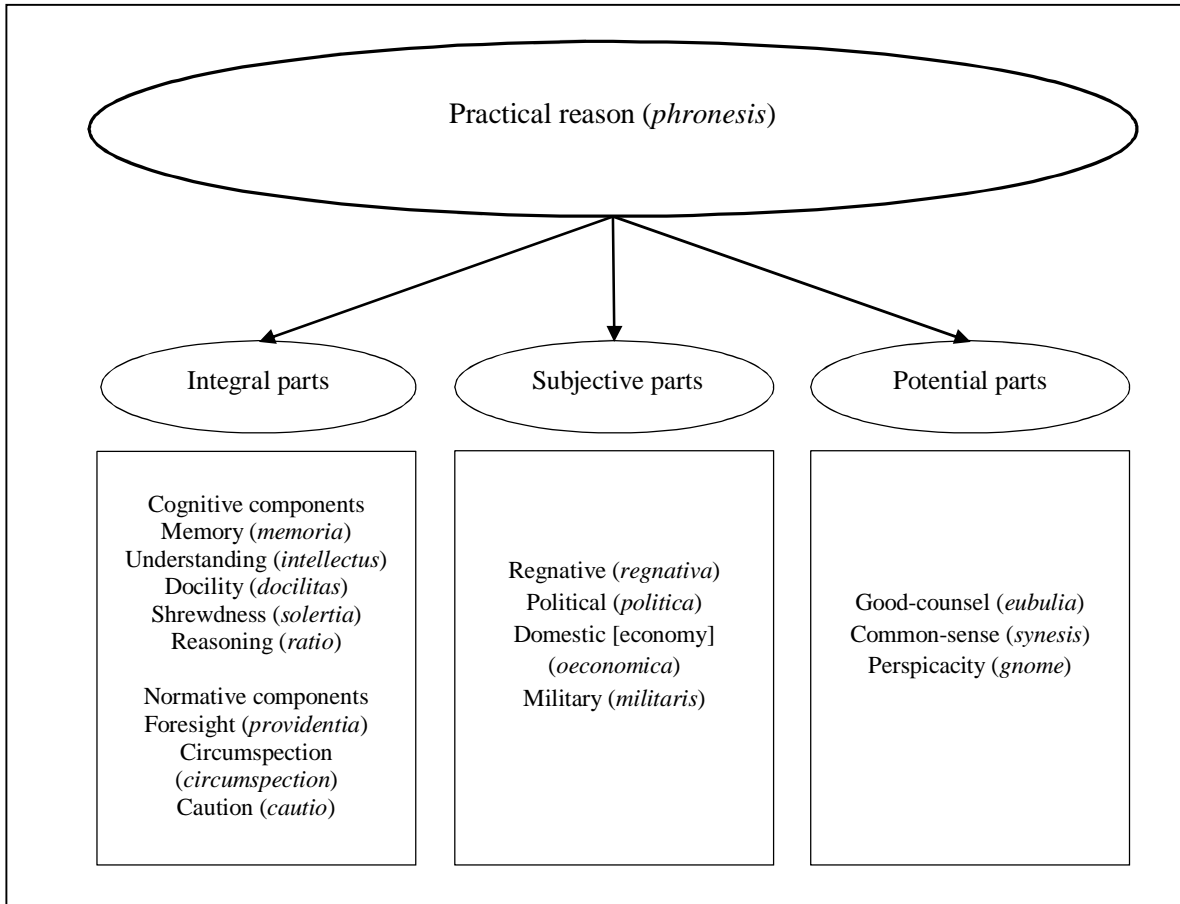 Practical reason (phronesis)
Integral parts
Cognitive components
Memory (memoria)
Understanding (intellectus)
Docility (docilitas)
Shrewdness (solertia)
Reasoning (ratio)
Normative components
Foresight (providentia)
Circumspection
(circumspection)
Caution (cautio)
Subjective parts
Regnative (regnativa)
Political (politica)
Domestic [economy]
(oeconomica)
Military (militaris)
Potential parts
Good-counsel (eubulia)
Common-sense (synesis)
Perspicacity (gnome)